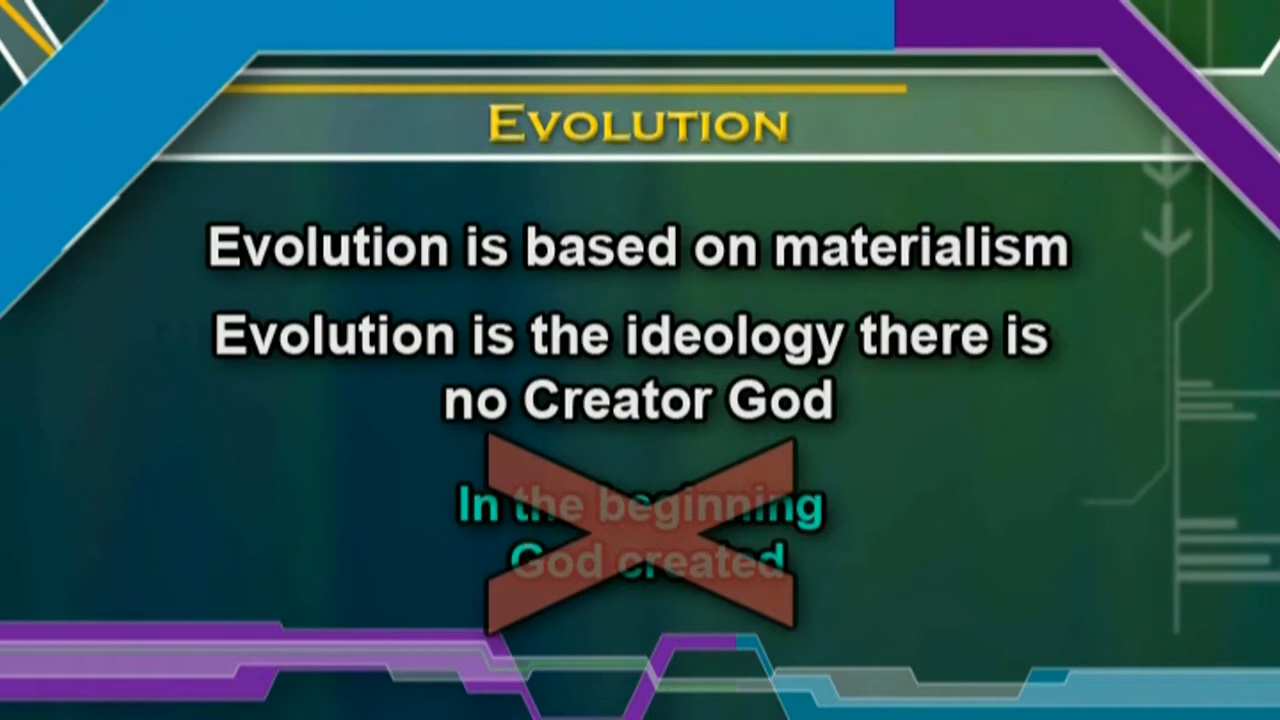 EVOLUTION
Evolution is based on materialism
Evolution is the ideology there is
no Creator God
In the beginning
God created